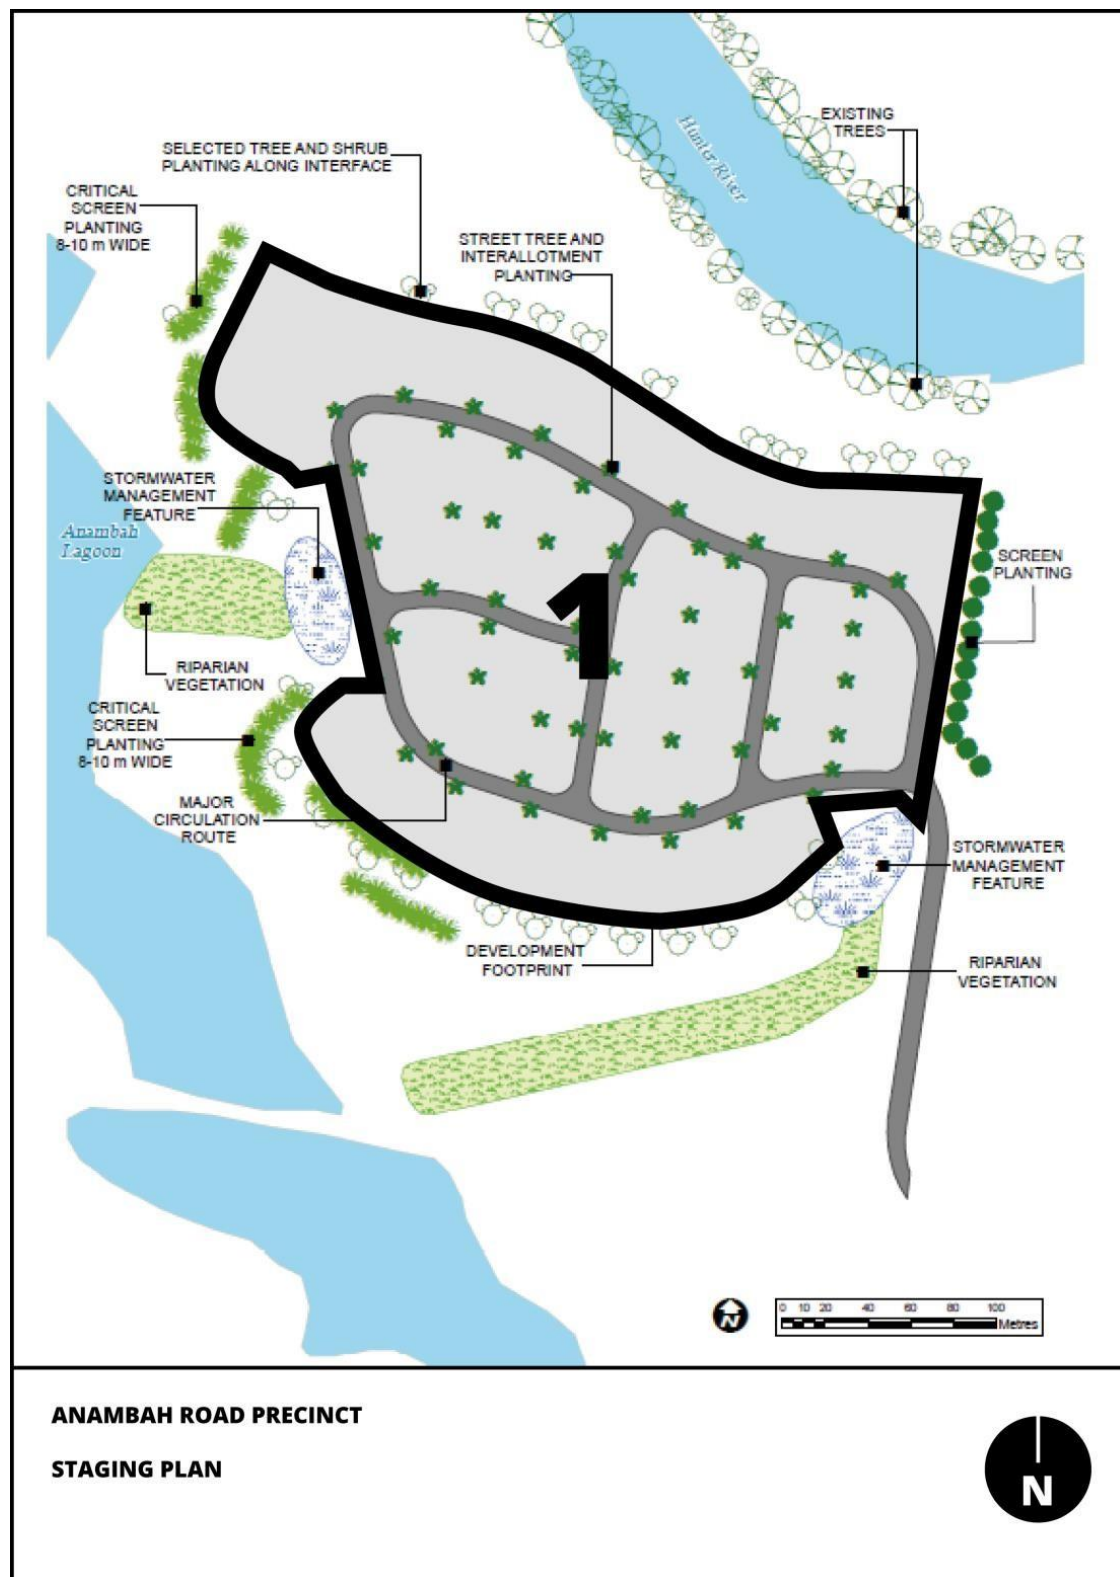 Hunter River
EXISTING
TREES
SELECTED TREE AND SHRUB
PLANTING ALONG INTERFACE
CRITICAL
SCREEN
PLANTING
8-10 m WIDE
STREET TREE AND
INTERALLOTMENT
PLANTING
STORMWATER
MANAGEMENT
FEATURE
Anambah
Lagoon
SCREEN
PLANTING
1
RIPARIAN
VEGETATION
CRITICAL
SCREEN
PLANTING
8-10 m WIDE
MAJOR
CIRCULATION
ROUTE
STORMWATER
MANAGEMENT
FEATURE
DEVELOPMENT
FOOTPRINT
RIPARIAN
VEGETATION
N
0 10 20 40 60 80 100
Metres
ANAMBAH ROAD PRECINCT
STAGING PLAN
N